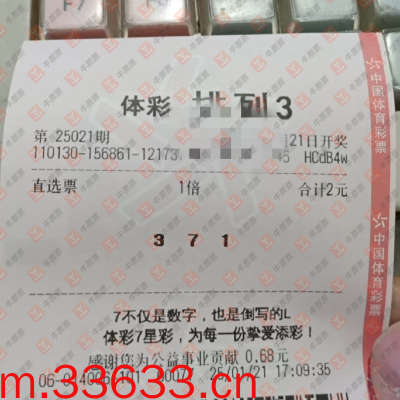 F7
体彩 排列3
第 25021期 月21日开奖
110130-156861-12173 HCdB4w
直选票 1倍 合计2元
3 7 1
7不仅是数字，也是倒写的L
体彩7星彩，为每一份挚爱添彩！
感谢您为公益事业贡献 0.68元
25/01/21 17:09:35
m.33633.cn
中国体育彩票
中国体育彩票